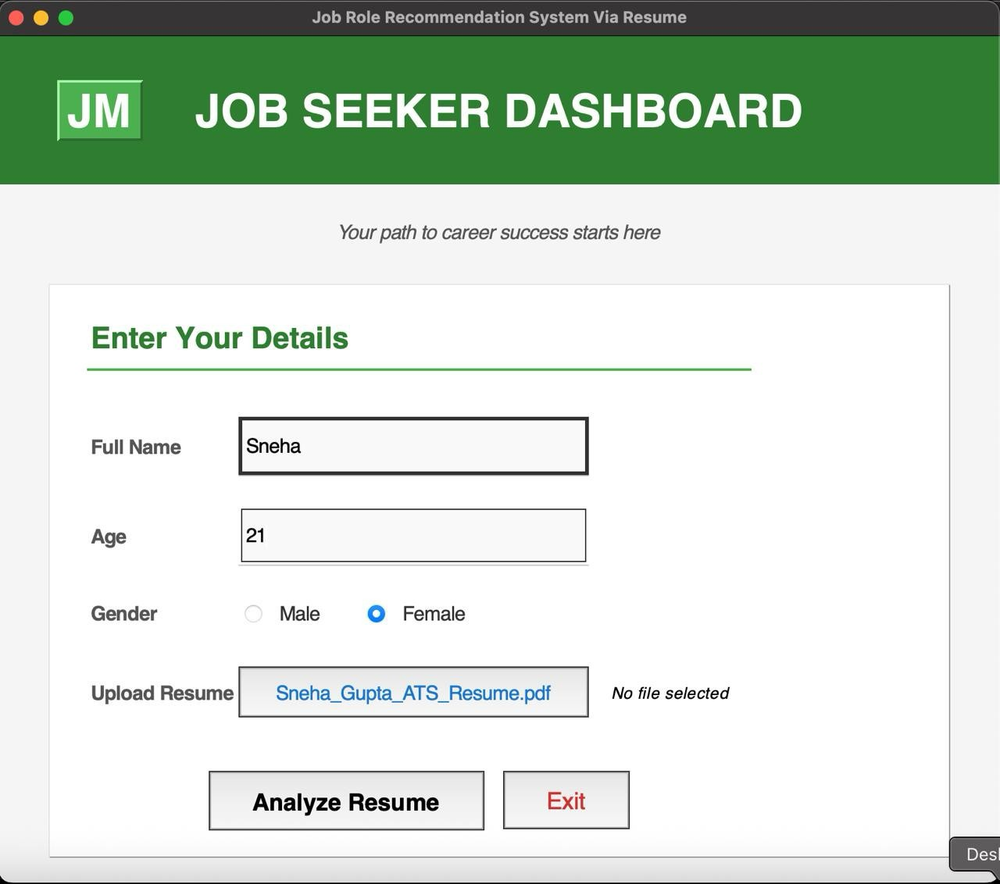 Job Role Recommendation System Via Resume
JM JOB SEEKER DASHBOARD
Your path to career success starts here
Enter Your Details
Full Name Sneha
Age 21
Gender Male Female
Upload Resume Sneha_Gupta_ATS_Resume.pdf No file selected
Analyze Resume Exit